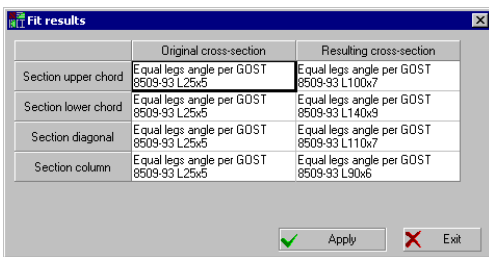 Fit results
Original cross-section Resulting cross-section
Section upper chord Equal legs angle per GOST 8509-93 L25x5 Equal legs angle per GOST 8509-93 L100x7
Section lower chord Equal legs angle per GOST 8509-93 L25x5 Equal legs angle per GOST 8509-93 L140x9
Section diagonal Equal legs angle per GOST 8509-93 L25x5 Equal legs angle per GOST 8509-93 L110x7
Section column Equal legs angle per GOST 8509-93 L25x5 Equal legs angle per GOST 8509-93 L90x6
Apply Exit